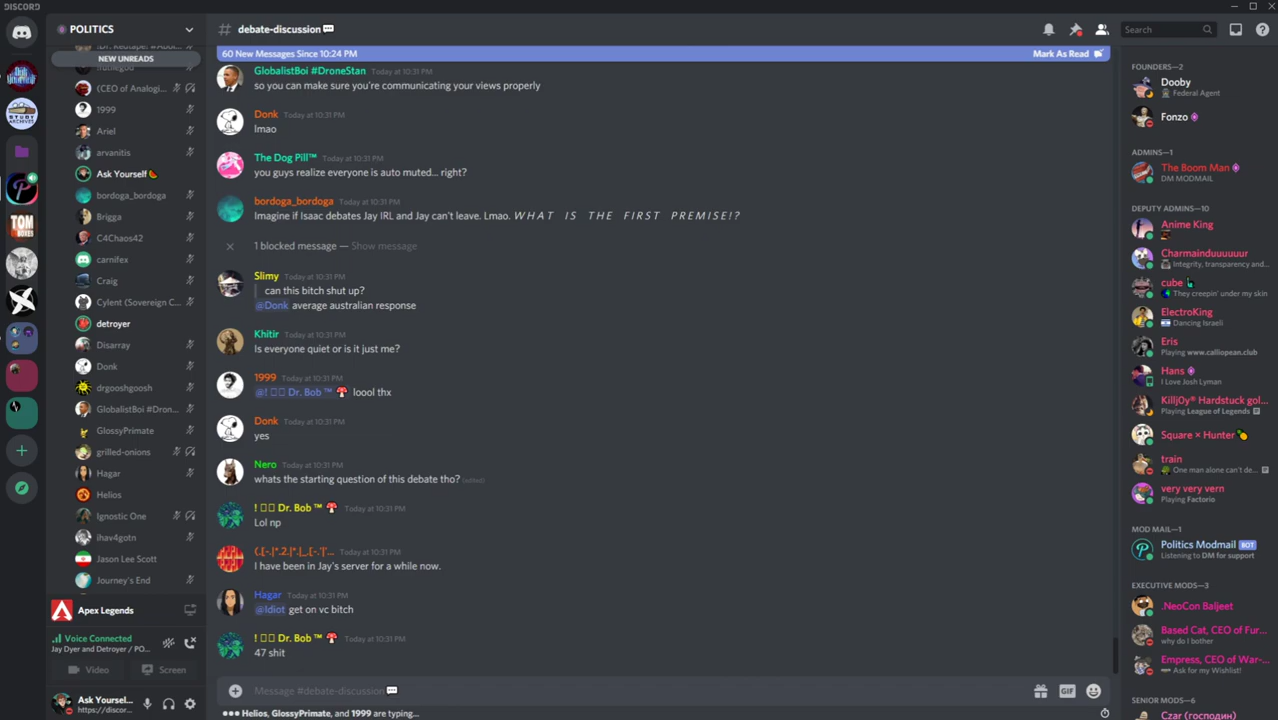 DISCORD
POLITICS
# debate-discussion
Search
NEW UNREADS
(CEO of Analogi...
1999
Ariel
arvanitis
Ask Yourself
bordoga_bordoga
Brigga
C4Chaos42
carnifex
Craig
Cylent (Sovereign C...
detroyer
Disarray
Donk
drgooshgoosh
GlobalistBoi #Dron...
GlossyPrimate
grilled-onions
Hagar
Helios
Ignostic One
ihav4gotn
Jason Lee Scott
Journey's End
Apex Legends
Voice Connected
Jay Dyer and Detroyer / PO...
Video
Screen
Ask Yoursel...
https://discor...
60 New Messages Since 10:24 PM
Mark As Read
GlobalistBoi #DroneStan Today at 10:31 PM
so you can make sure you're communicating your views properly
Donk Today at 10:31 PM
lmao
The Dog Pill™ Today at 10:31 PM
you guys realize everyone is auto muted... right?
bordoga_bordoga Today at 10:31 PM
Imagine if Isaac debates Jay IRL and Jay can't leave. Lmao. WHAT IS THE FIRST PREMISE!?
1 blocked message — Show message
Slimy Today at 10:31 PM
can this bitch shut up?
@Donk average australian response
Khitir Today at 10:31 PM
Is everyone quiet or is it just me?
1999 Today at 10:31 PM
@! Dr. Bob ™ loool thx
Donk Today at 10:31 PM
yes
Nero Today at 10:31 PM
whats the starting question of this debate tho? (edited)
! Dr. Bob ™ Today at 10:31 PM
Lol np
Today at 10:31 PM
I have been in Jay's server for a while now.
Hagar Today at 10:31 PM
@Idiot get on vc bitch
! Dr. Bob ™ Today at 10:31 PM
47 shit
Message #debate-discussion
GIF
Helios, GlossyPrimate, and 1999 are typing...
FOUNDERS—2
Dooby
Federal Agent
Fonzo
ADMINS—1
The Boom Man
DM MODMAIL
DEPUTY ADMINS—10
Anime King
Charmainduuuuuur
Integrity, transparency and...
cube
They creepin' under my skin
ElectroKing
Dancing Israeli
Eris
Playing www.calliopean.club
Hans
I Love Josh Lyman
Killj0y® Hardstuck gol...
Playing League of Legends
Square × Hunter
train
One man alone can't de...
very very vern
Playing Factorio
MOD MAIL—1
Politics Modmail BOT
Listening to DM for support
EXECUTIVE MODS—3
.NeoCon Baljeet
Based Cat, CEO of Fur...
why do I bother
Empress, CEO of War-...
Ask for my Wishlist!
SENIOR MODS—6
Czar (господин)